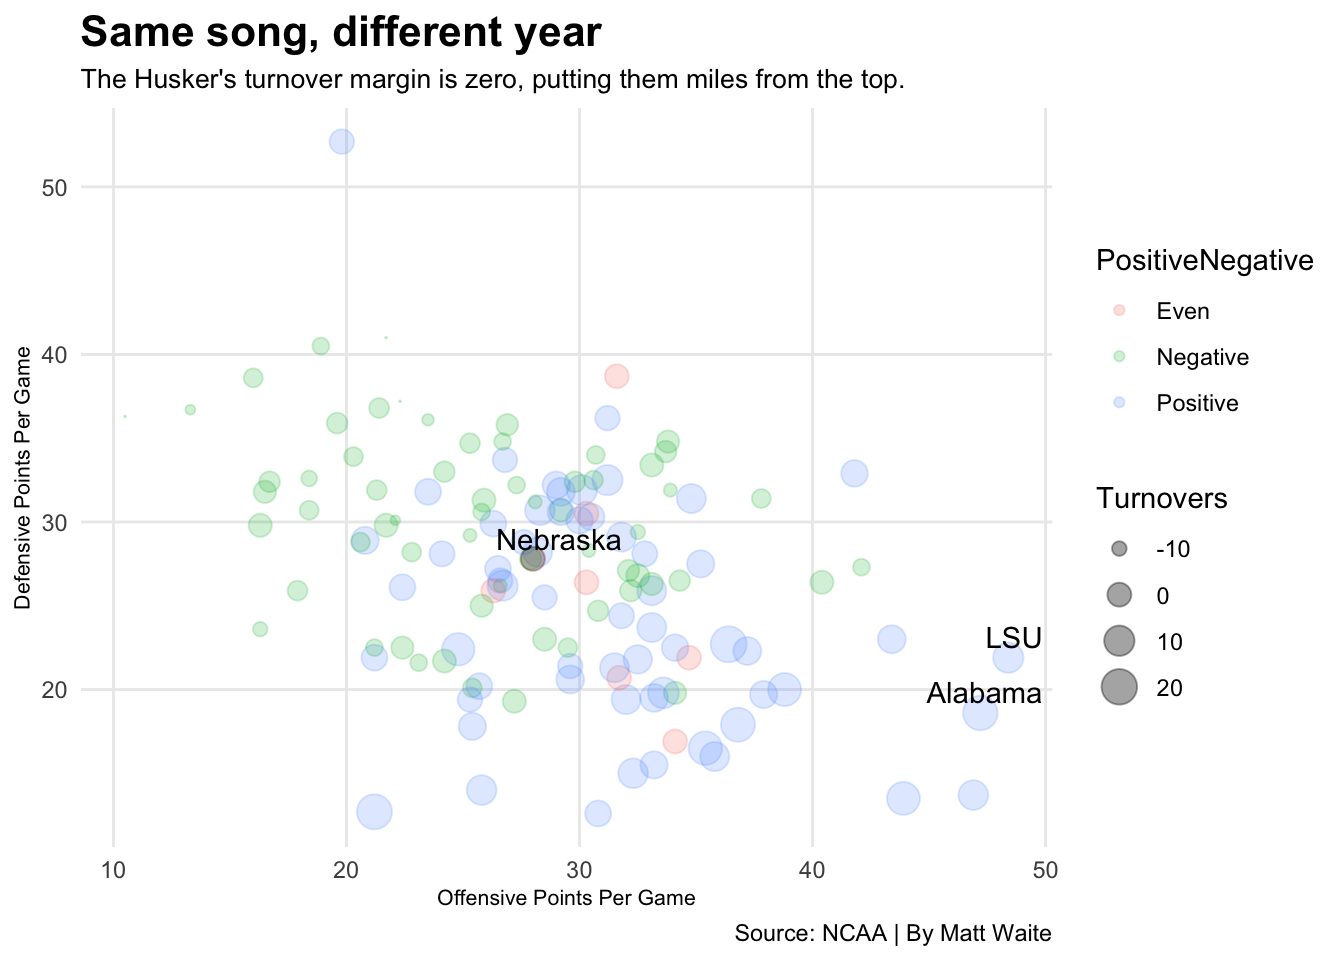 Same song, different year
The Husker's turnover margin is zero, putting them miles from the top.
Defensive Points Per Game
50
40
30
20
Nebraska
LSU
Alabama
10
20
30
40
50
Offensive Points Per Game
PositiveNegative
Even
Negative
Positive
Turnovers
-10
0
10
20
Source: NCAA | By Matt Waite